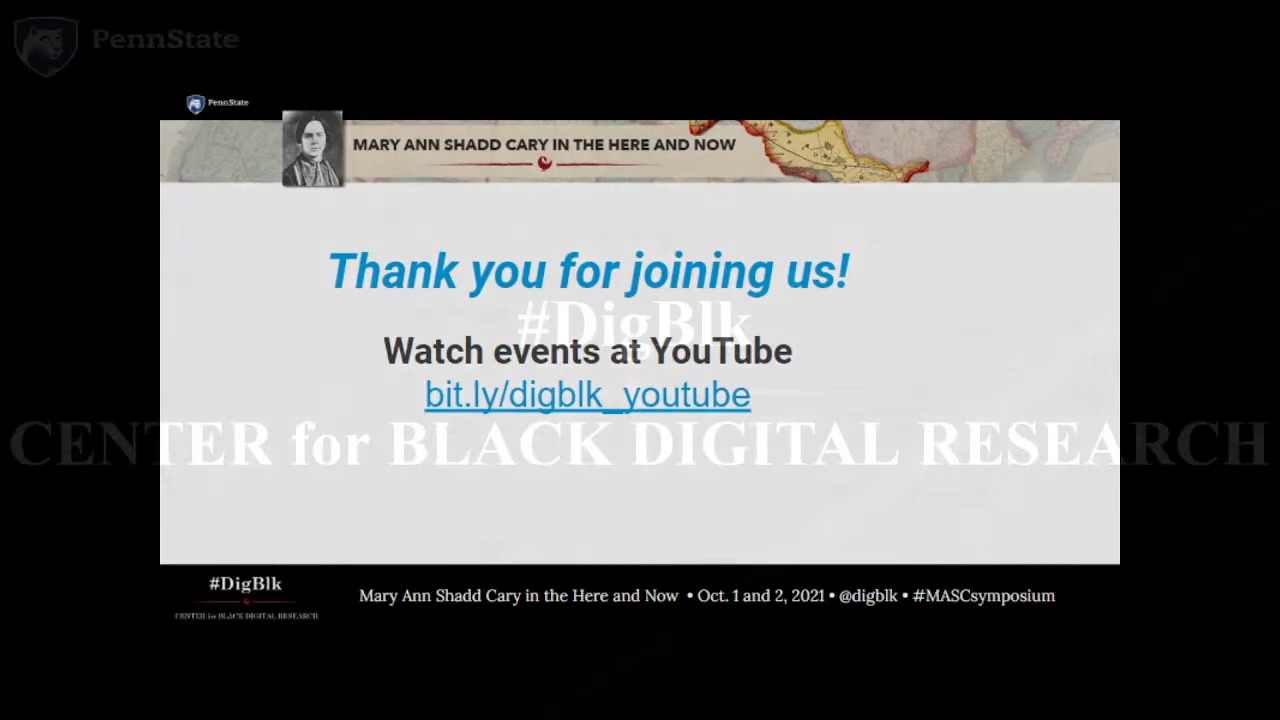 PennState
PennState
MARY ANN SHADD CARY IN THE HERE AND NOW
Thank you for joining us!
#DigBlk
Watch events at YouTube
bit.ly/digblk_youtube
CENTER for BLACK DIGITAL RESEARCH
#DigBlk
CENTER for BLACK DIGITAL RESEARCH
Mary Ann Shadd Cary in the Here and Now • Oct. 1 and 2, 2021 • @digblk • #MASCsymposium